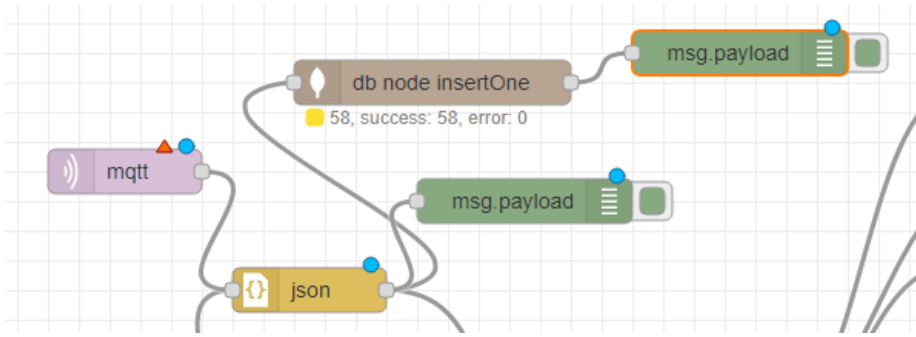 msg.payload
db node insertOne
58, success: 58, error: 0
mqtt
msg.payload
{} json